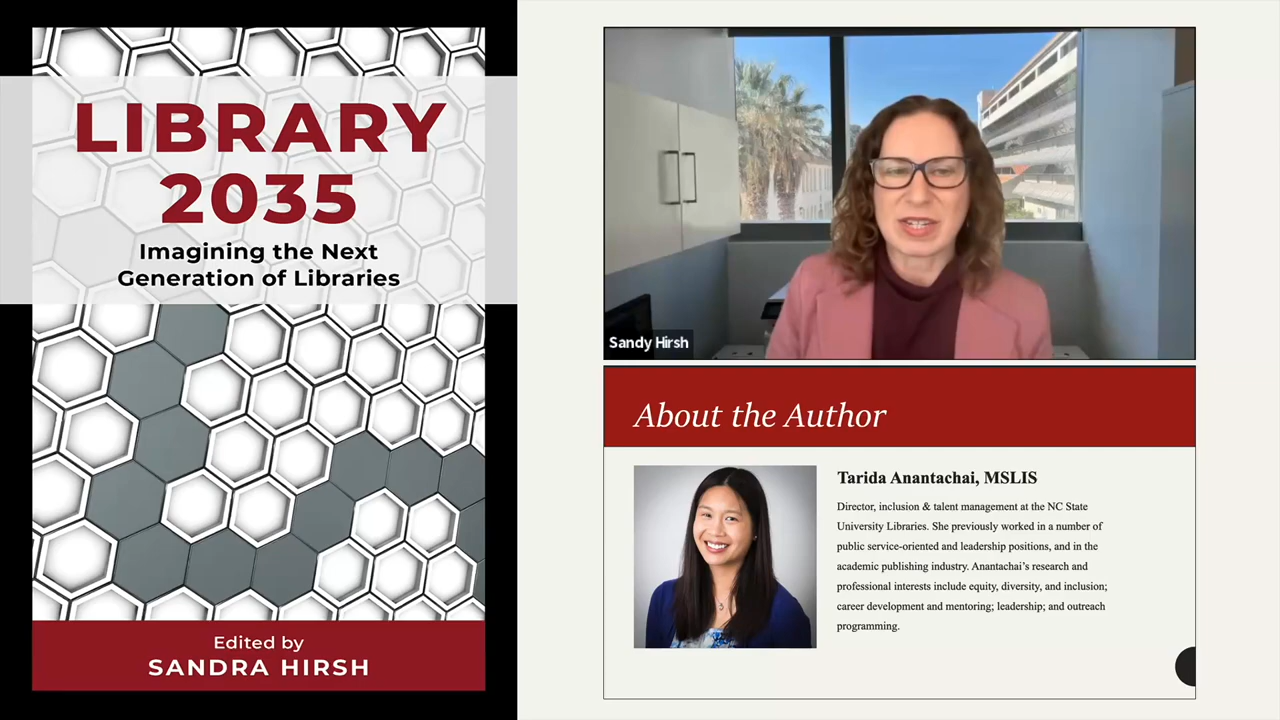 LIBRARY
2035
Imagining the Next
Generation of Libraries
Edited by
SANDRA HIRSH
Sandy Hirsh
About the Author
Tarida Anantachai, MSLIS
Director, inclusion & talent management at the NC State
University Libraries. She previously worked in a number of
public service-oriented and leadership positions, and in the
academic publishing industry. Anantachai’s research and
professional interests include equity, diversity, and inclusion;
career development and mentoring; leadership; and outreach
programming.